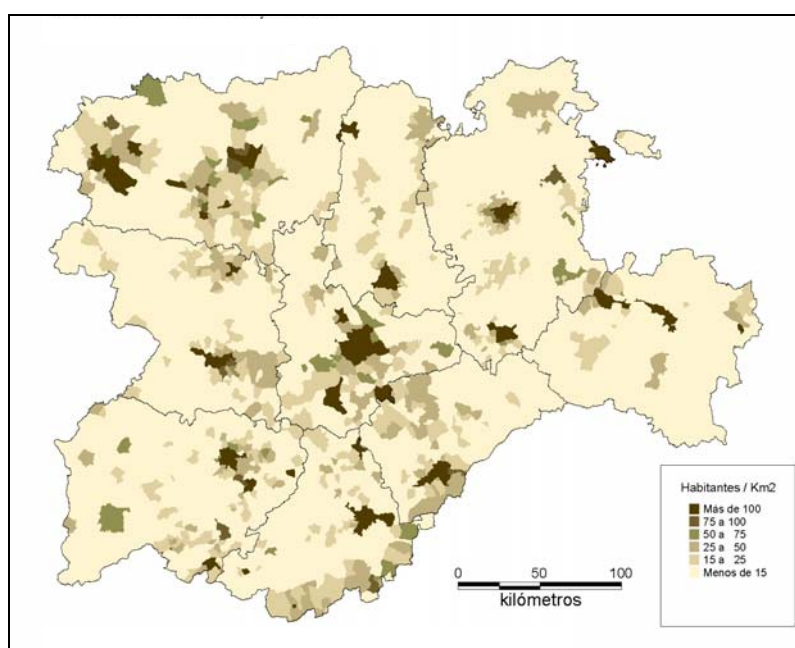 Habitantes / Km2
Más de 100
75 a 100
50 a 75
25 a 50
15 a 25
Menos de 15
0 50 100
kilómetros